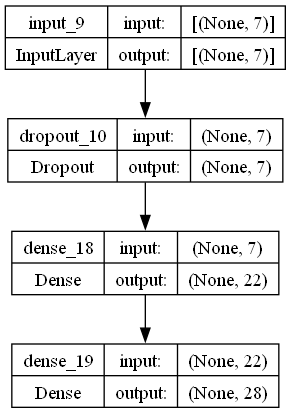 input_9 input: [(None, 7)]
InputLayer output: [(None, 7)]
dropout_10 input: (None, 7)
Dropout output: (None, 7)
dense_18 input: (None, 7)
Dense output: (None, 22)
dense_19 input: (None, 22)
Dense output: (None, 28)